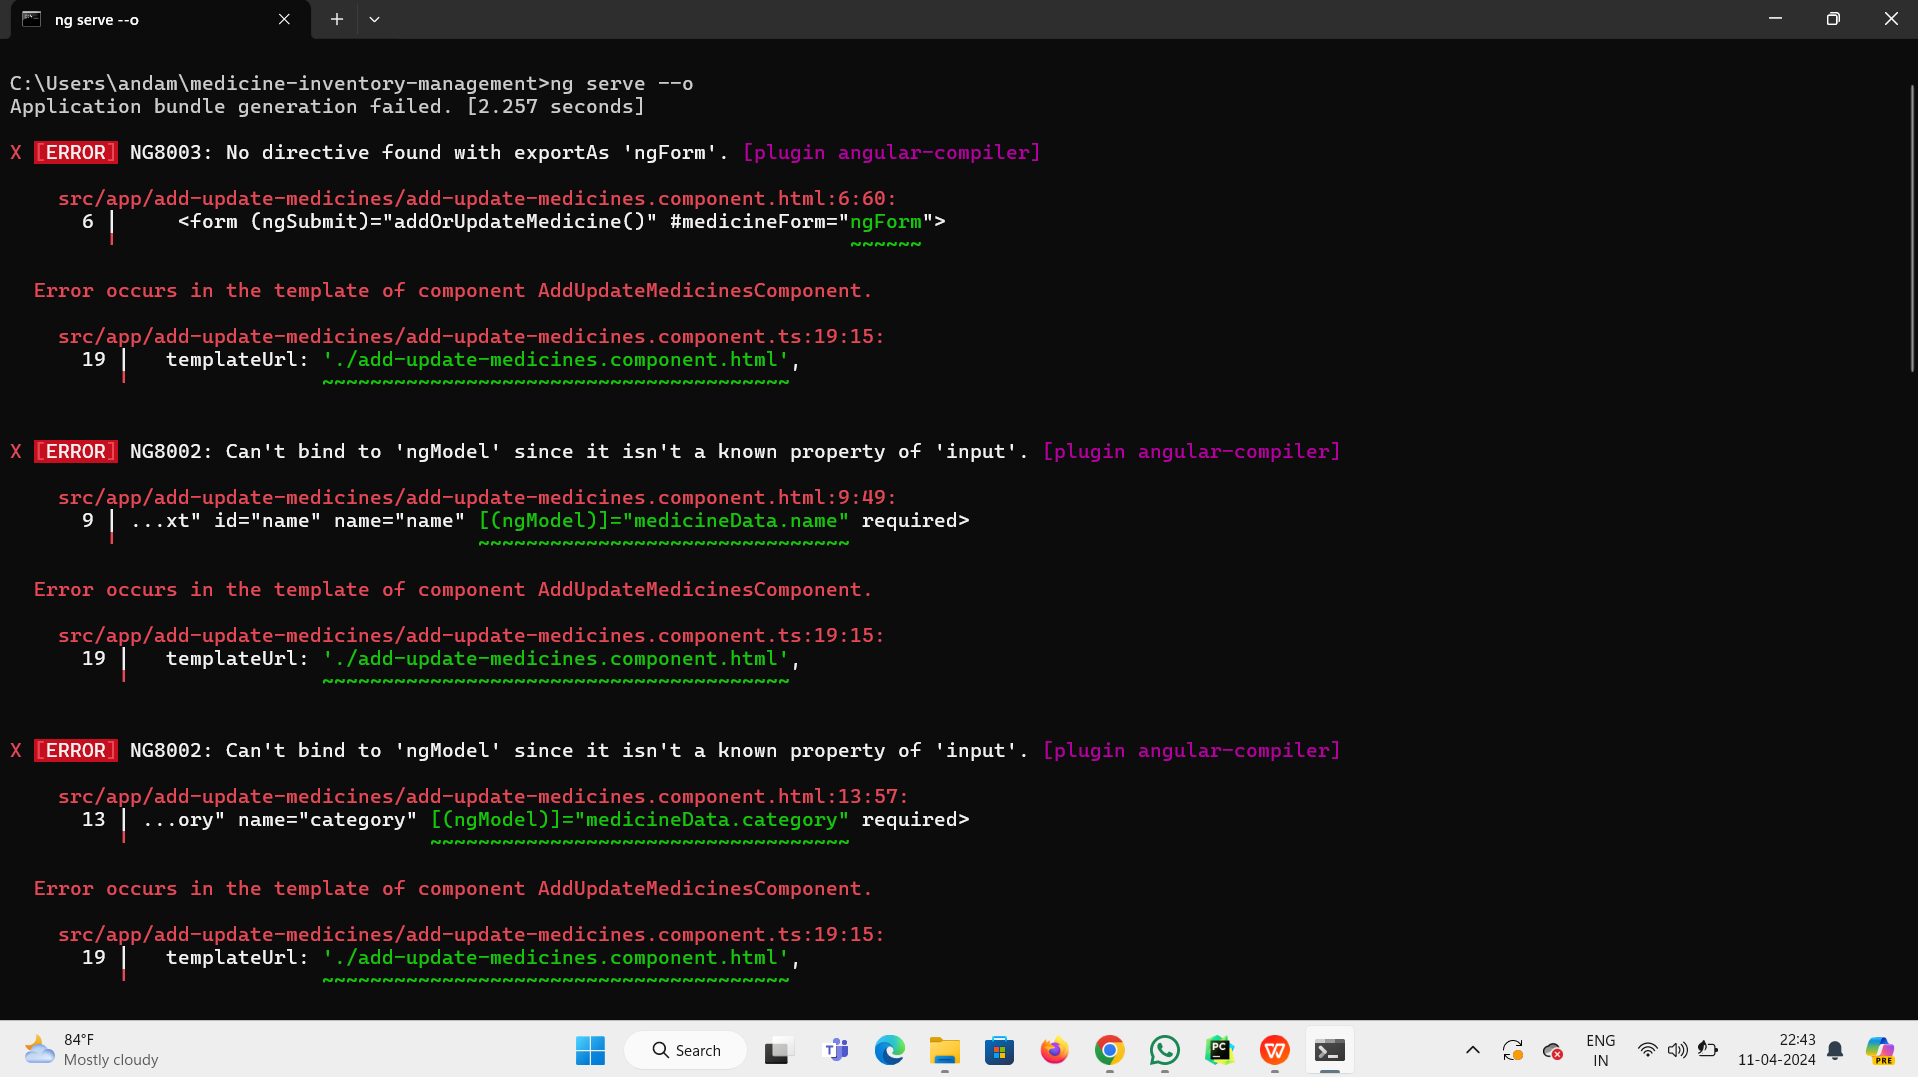 ng serve --o
C:\Users\andam\medicine-inventory-management>ng serve --o
Application bundle generation failed. [2.257 seconds]
X [ERROR] NG8003: No directive found with exportAs 'ngForm'. [plugin angular-compiler]
src/app/add-update-medicines/add-update-medicines.component.html:6:60:
6 │ <form (ngSubmit)="addOrUpdateMedicine()" #medicineForm="ngForm">
╵ ~~~~~~
Error occurs in the template of component AddUpdateMedicinesComponent.
src/app/add-update-medicines/add-update-medicines.component.ts:19:15:
19 │ templateUrl: './add-update-medicines.component.html',
╵ ~~~~~~~~~~~~~~~~~~~~~~~~~~~~~~~~~~~~~~~
X [ERROR] NG8002: Can't bind to 'ngModel' since it isn't a known property of 'input'. [plugin angular-compiler]
src/app/add-update-medicines/add-update-medicines.component.html:9:49:
9 │ ...xt" id="name" name="name" [(ngModel)]="medicineData.name" required>
╵ ~~~~~~~~~~~~~~~~~~~~~~~~~~~~~~~
Error occurs in the template of component AddUpdateMedicinesComponent.
src/app/add-update-medicines/add-update-medicines.component.ts:19:15:
19 │ templateUrl: './add-update-medicines.component.html',
╵ ~~~~~~~~~~~~~~~~~~~~~~~~~~~~~~~~~~~~~~~
X [ERROR] NG8002: Can't bind to 'ngModel' since it isn't a known property of 'input'. [plugin angular-compiler]
src/app/add-update-medicines/add-update-medicines.component.html:13:57:
13 │ ...ory" name="category" [(ngModel)]="medicineData.category" required>
╵ ~~~~~~~~~~~~~~~~~~~~~~~~~~~~~~~~~~~
Error occurs in the template of component AddUpdateMedicinesComponent.
src/app/add-update-medicines/add-update-medicines.component.ts:19:15:
19 │ templateUrl: './add-update-medicines.component.html',
╵ ~~~~~~~~~~~~~~~~~~~~~~~~~~~~~~~~~~~~~~~
84°F
Mostly cloudy
Search
PC
PRE
ENG
IN
22:43
11-04-2024